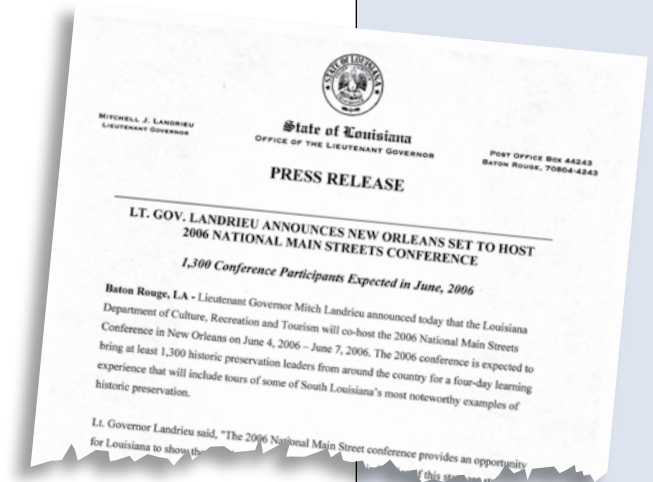 STATE OF LOUISIANA
MITCHELL J. LANDRIEU
LIEUTENANT GOVERNOR
State of Louisiana
OFFICE OF THE LIEUTENANT GOVERNOR
POST OFFICE BOX 44243
BATON ROUGE, 70804-4243
PRESS RELEASE
LT. GOV. LANDRIEU ANNOUNCES NEW ORLEANS SET TO HOST
2006 NATIONAL MAIN STREETS CONFERENCE
1,300 Conference Participants Expected in June, 2006
Baton Rouge, LA - Lieutenant Governor Mitch Landrieu announced today that the Louisiana
Department of Culture, Recreation and Tourism will co-host the 2006 National Main Streets
Conference in New Orleans on June 4, 2006 – June 7, 2006. The 2006 conference is expected to
bring at least 1,300 historic preservation leaders from around the country for a four-day learning
experience that will include tours of some of South Louisiana's most noteworthy examples of
historic preservation.
Lt. Governor Landrieu said, "The 2006 National Main Street conference provides an opportunity
for Louisiana to show the of this